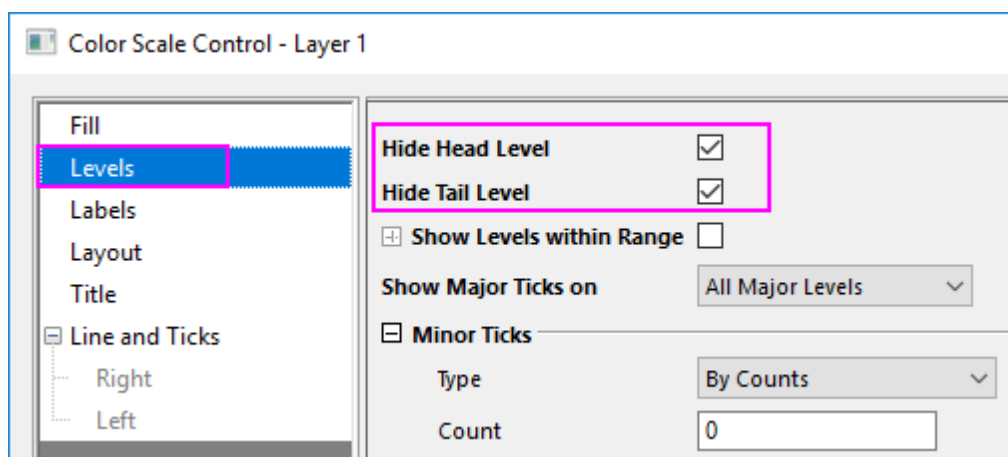 Color Scale Control - Layer 1
Fill
Levels
Labels
Layout
Title
Line and Ticks
Right
Left
Hide Head Level
Hide Tail Level
Show Levels within Range
Show Major Ticks on All Major Levels
Minor Ticks
Type By Counts
Count 0